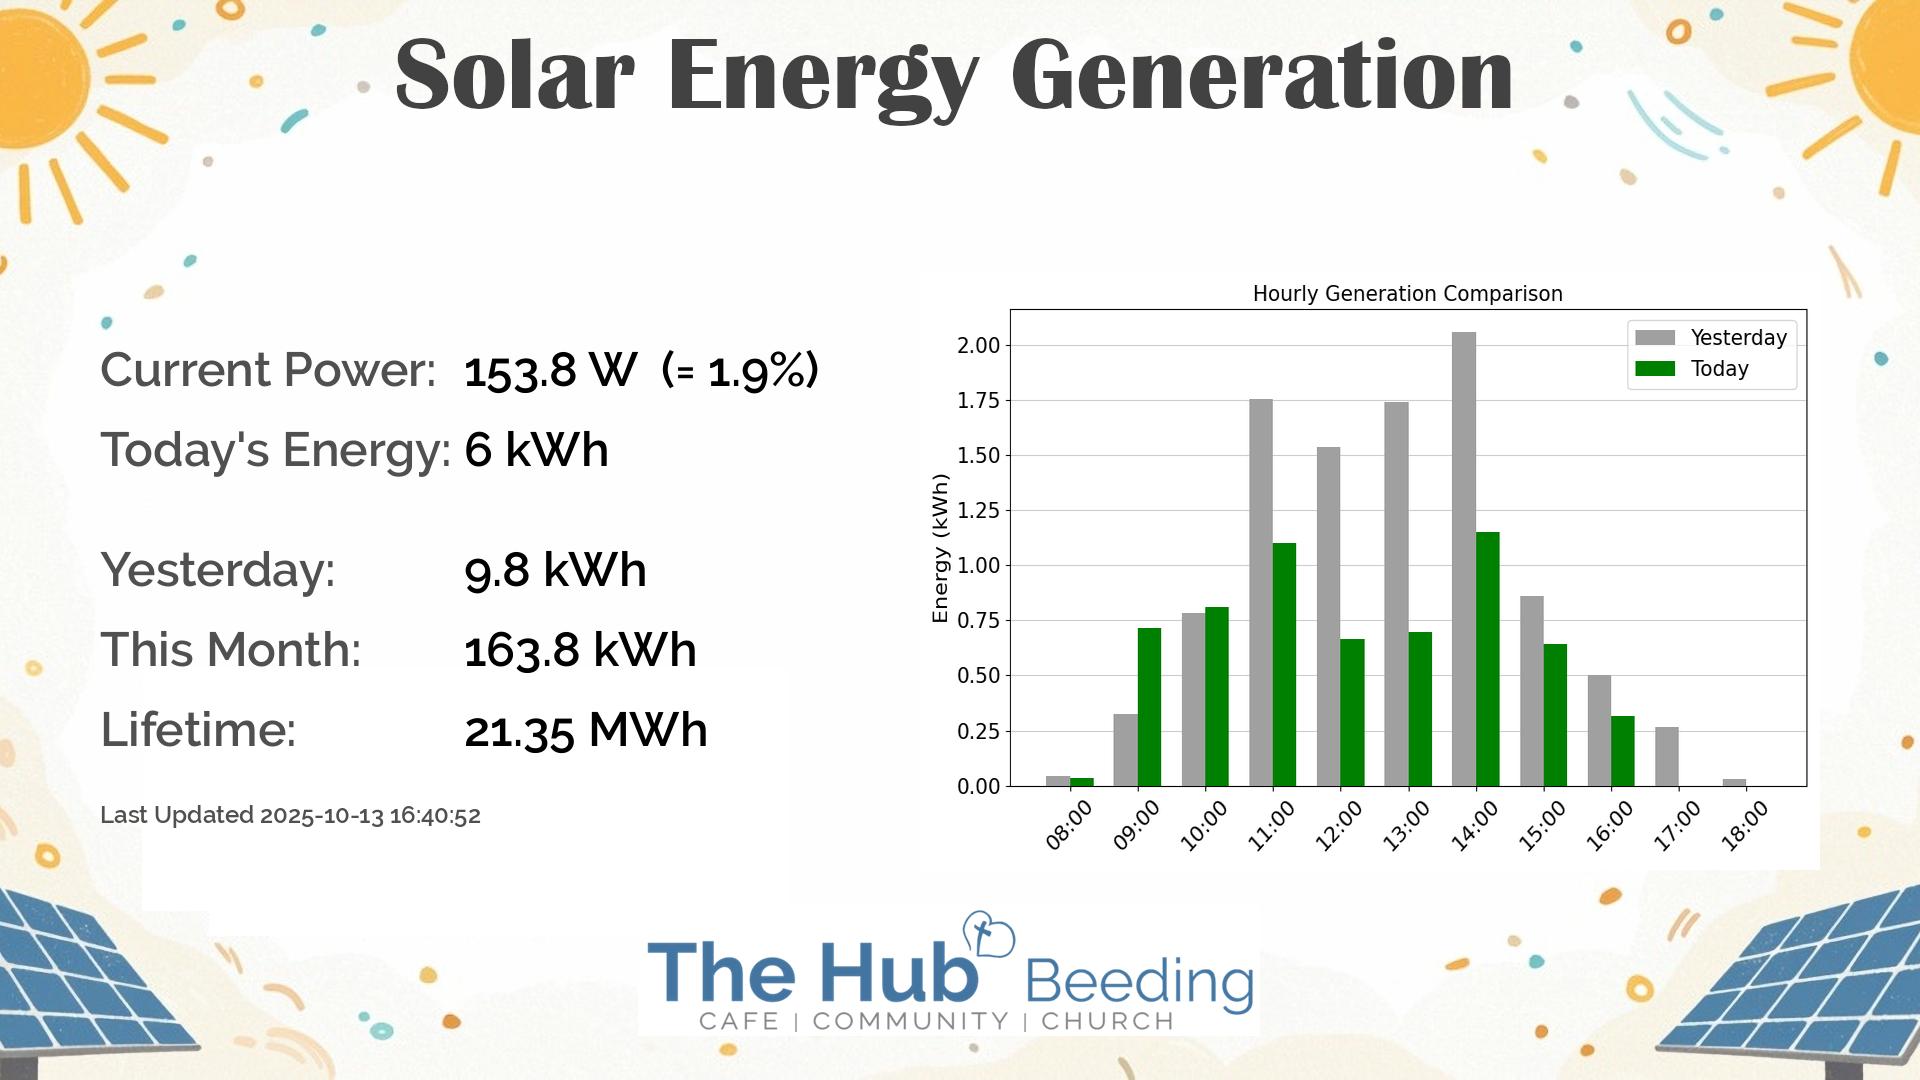 Solar Energy Generation
Current Power: 153.8 W (= 1.9%)
Today's Energy: 6 kWh
Yesterday: 9.8 kWh
This Month: 163.8 kWh
Lifetime: 21.35 MWh
Last Updated 2025-10-13 16:40:52
Hourly Generation Comparison
Yesterday
Today
Energy (kWh)
2.00
1.75
1.50
1.25
1.00
0.75
0.50
0.25
0.00
08:00 09:00 10:00 11:00 12:00 13:00 14:00 15:00 16:00 17:00 18:00
The Hub Beeding
CAFE | COMMUNITY | CHURCH